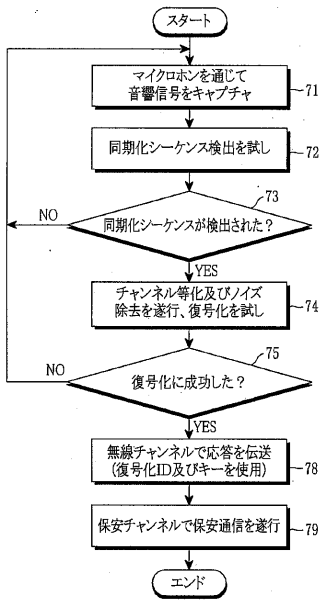 スタート
マイクロホンを通じて
音響信号をキャプチャ
71
同期化シーケンス検出を試し
72
73
NO
同期化シーケンスが検出された?
YES
チャンネル等化及びノイズ
除去を遂行、復号化を試し
74
75
NO
復号化に成功した?
YES
無線チャンネルで応答を伝送
(復号化ID及びキーを使用)
78
保安チャンネルで保安通信を遂行
79
エンド